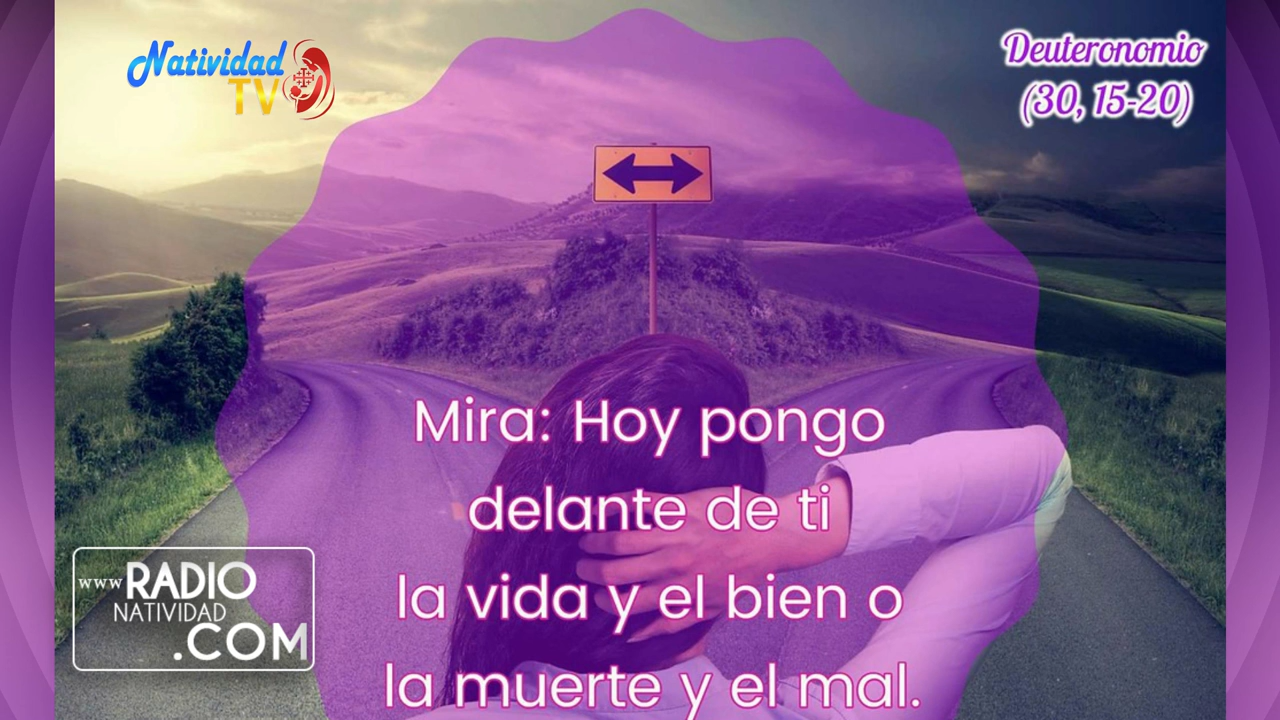 Natividad
TV
Deuteronomio
(30, 15-20)
Mira: Hoy pongo
delante de ti
la vida y el bien o
la muerte y el mal.
www RADIO
NATIVIDAD
.COM